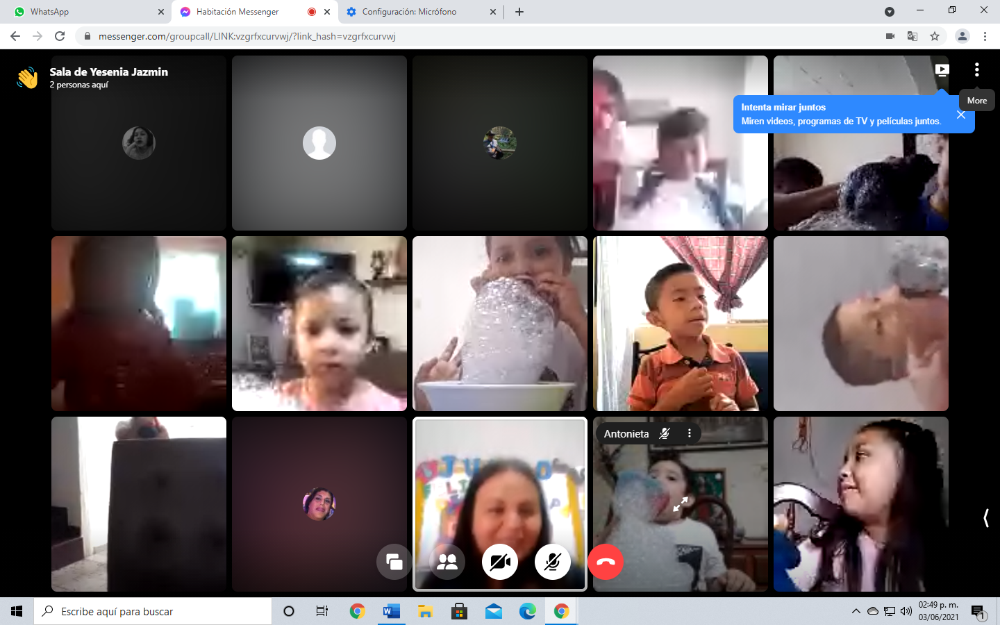 WhatsApp
Habitación Messenger
Configuración: Micrófono
messenger.com/groupcall/LINK:vzgrfxcurvwj/?link_hash=vzgrfxcurvwj
Sala de Yesenia Jazmin
2 personas aquí
More
Intenta mirar juntos
Miren videos, programas de TV y películas juntos.
JU O
Antonieta
Escribe aquí para buscar
02:49 p. m.
03/06/2021
1